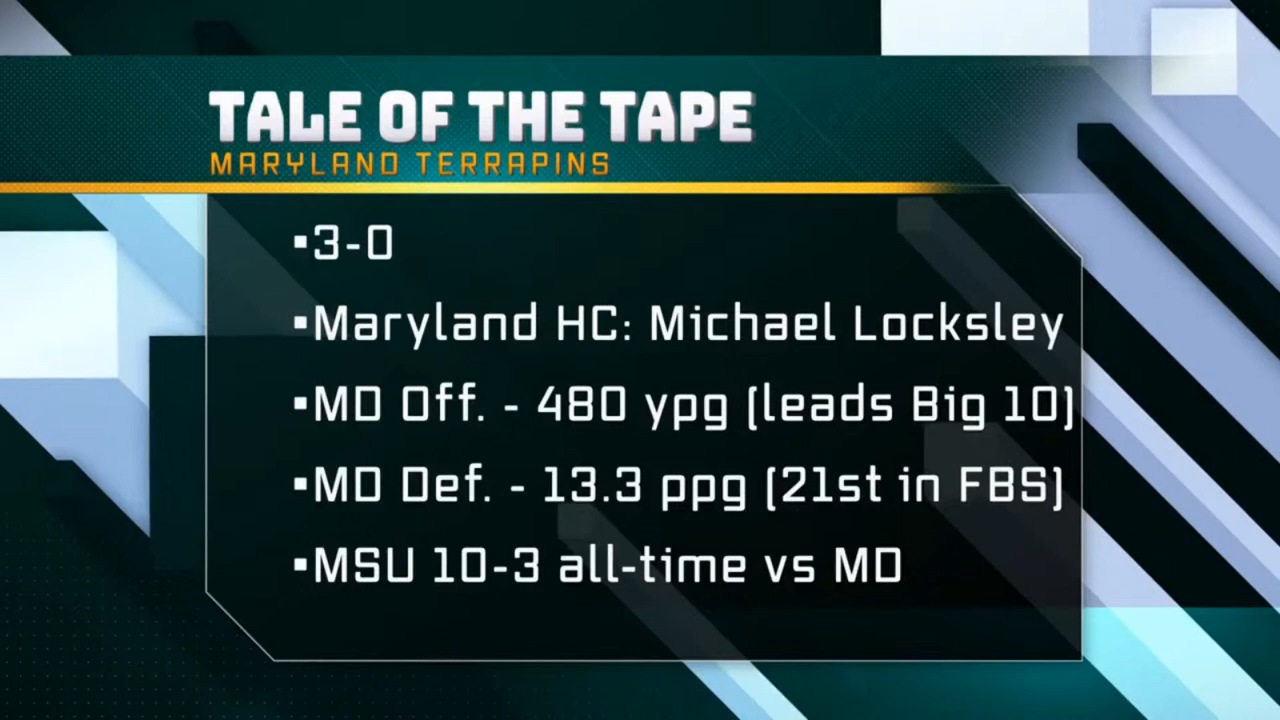 TALE OF THE TAPE
MARYLAND TERRAPINS
▪3-0
▪Maryland HC: Michael Locksley
▪MD Off. - 480 ypg (leads Big 10)
▪MD Def. - 13.3 ppg (21st in FBS)
▪MSU 10-3 all-time vs MD